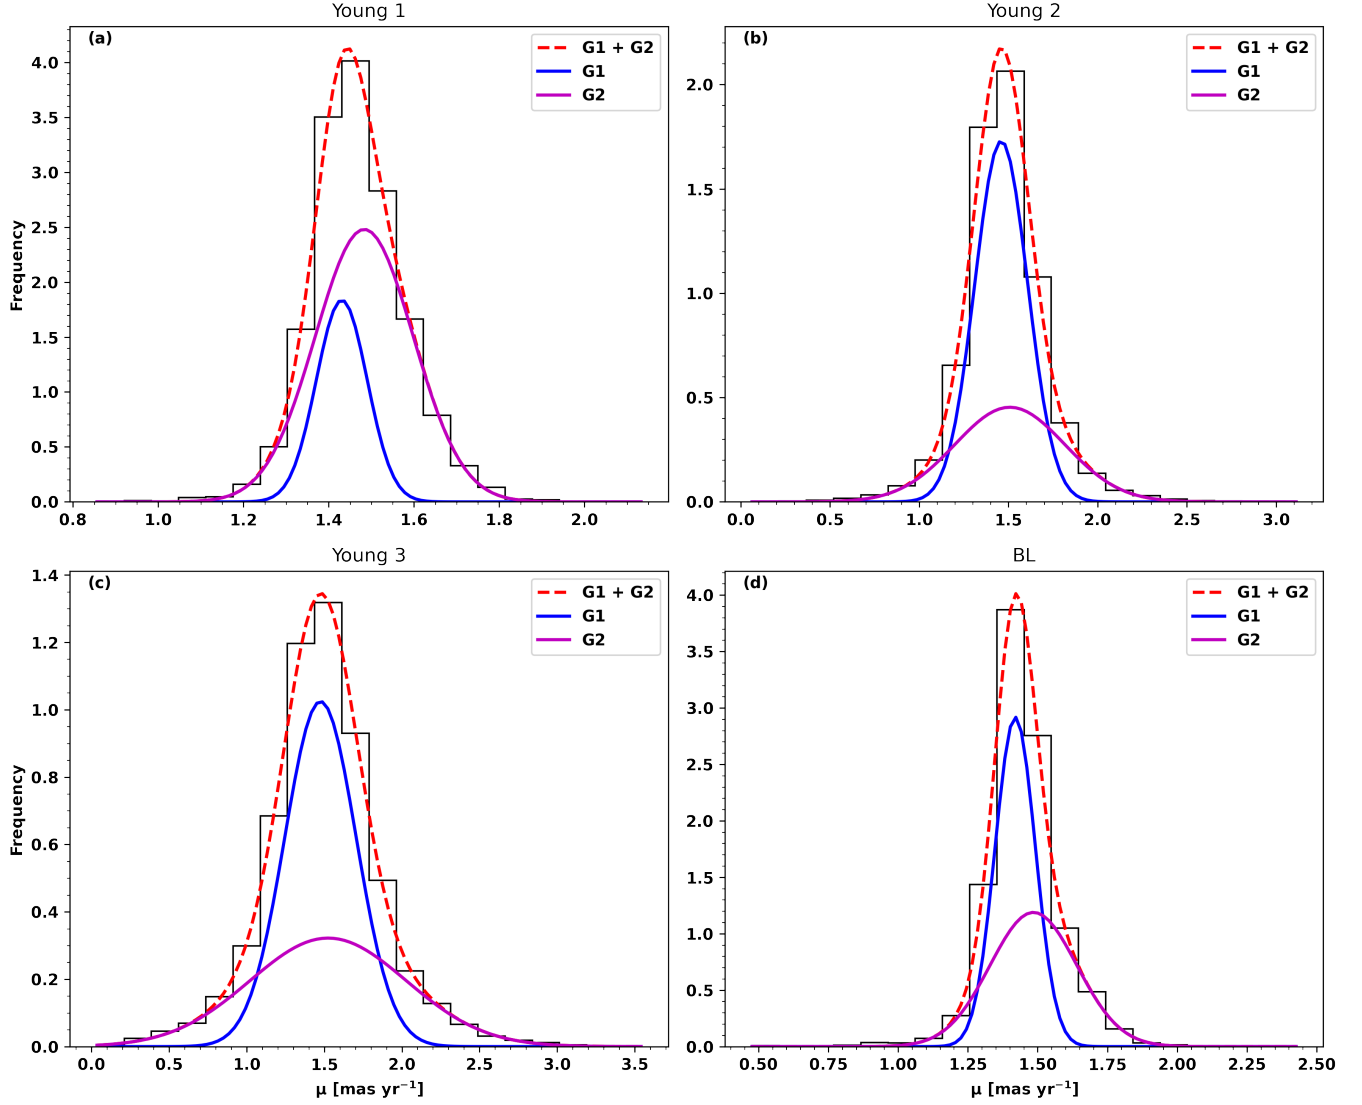 Young 1
(a)
G1 + G2
G1
G2
4.0
3.5
3.0
2.5
2.0
1.5
1.0
0.5
0.0
Frequency
0.8 1.0 1.2 1.4 1.6 1.8 2.0
Young 2
(b)
G1 + G2
G1
G2
2.0
1.5
1.0
0.5
0.0
0.0 0.5 1.0 1.5 2.0 2.5 3.0
Young 3
(c)
G1 + G2
G1
G2
1.4
1.2
1.0
0.8
0.6
0.4
0.2
0.0
Frequency
0.0 0.5 1.0 1.5 2.0 2.5 3.0 3.5
μ [mas yr⁻¹]
BL
(d)
G1 + G2
G1
G2
4.0
3.5
3.0
2.5
2.0
1.5
1.0
0.5
0.0
0.50 0.75 1.00 1.25 1.50 1.75 2.00 2.25 2.50
μ [mas yr⁻¹]